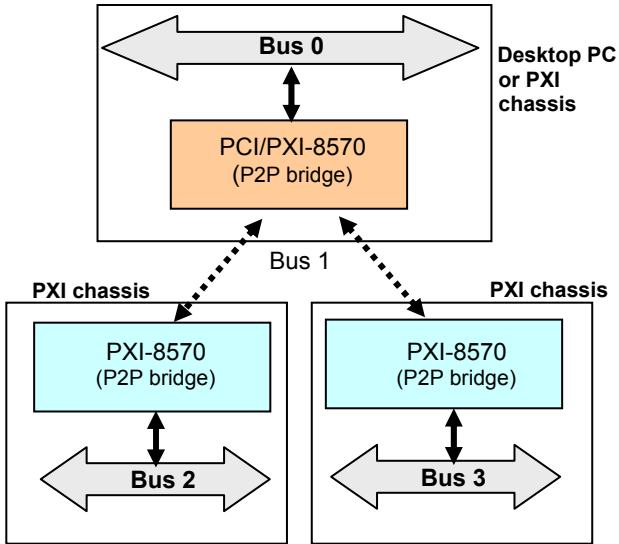 Bus 0
Desktop PC
or PXI
chassis
PCI/PXI-8570
(P2P bridge)
Bus 1
PXI chassis
PXI chassis
PXI-8570
(P2P bridge)
PXI-8570
(P2P bridge)
Bus 2
Bus 3